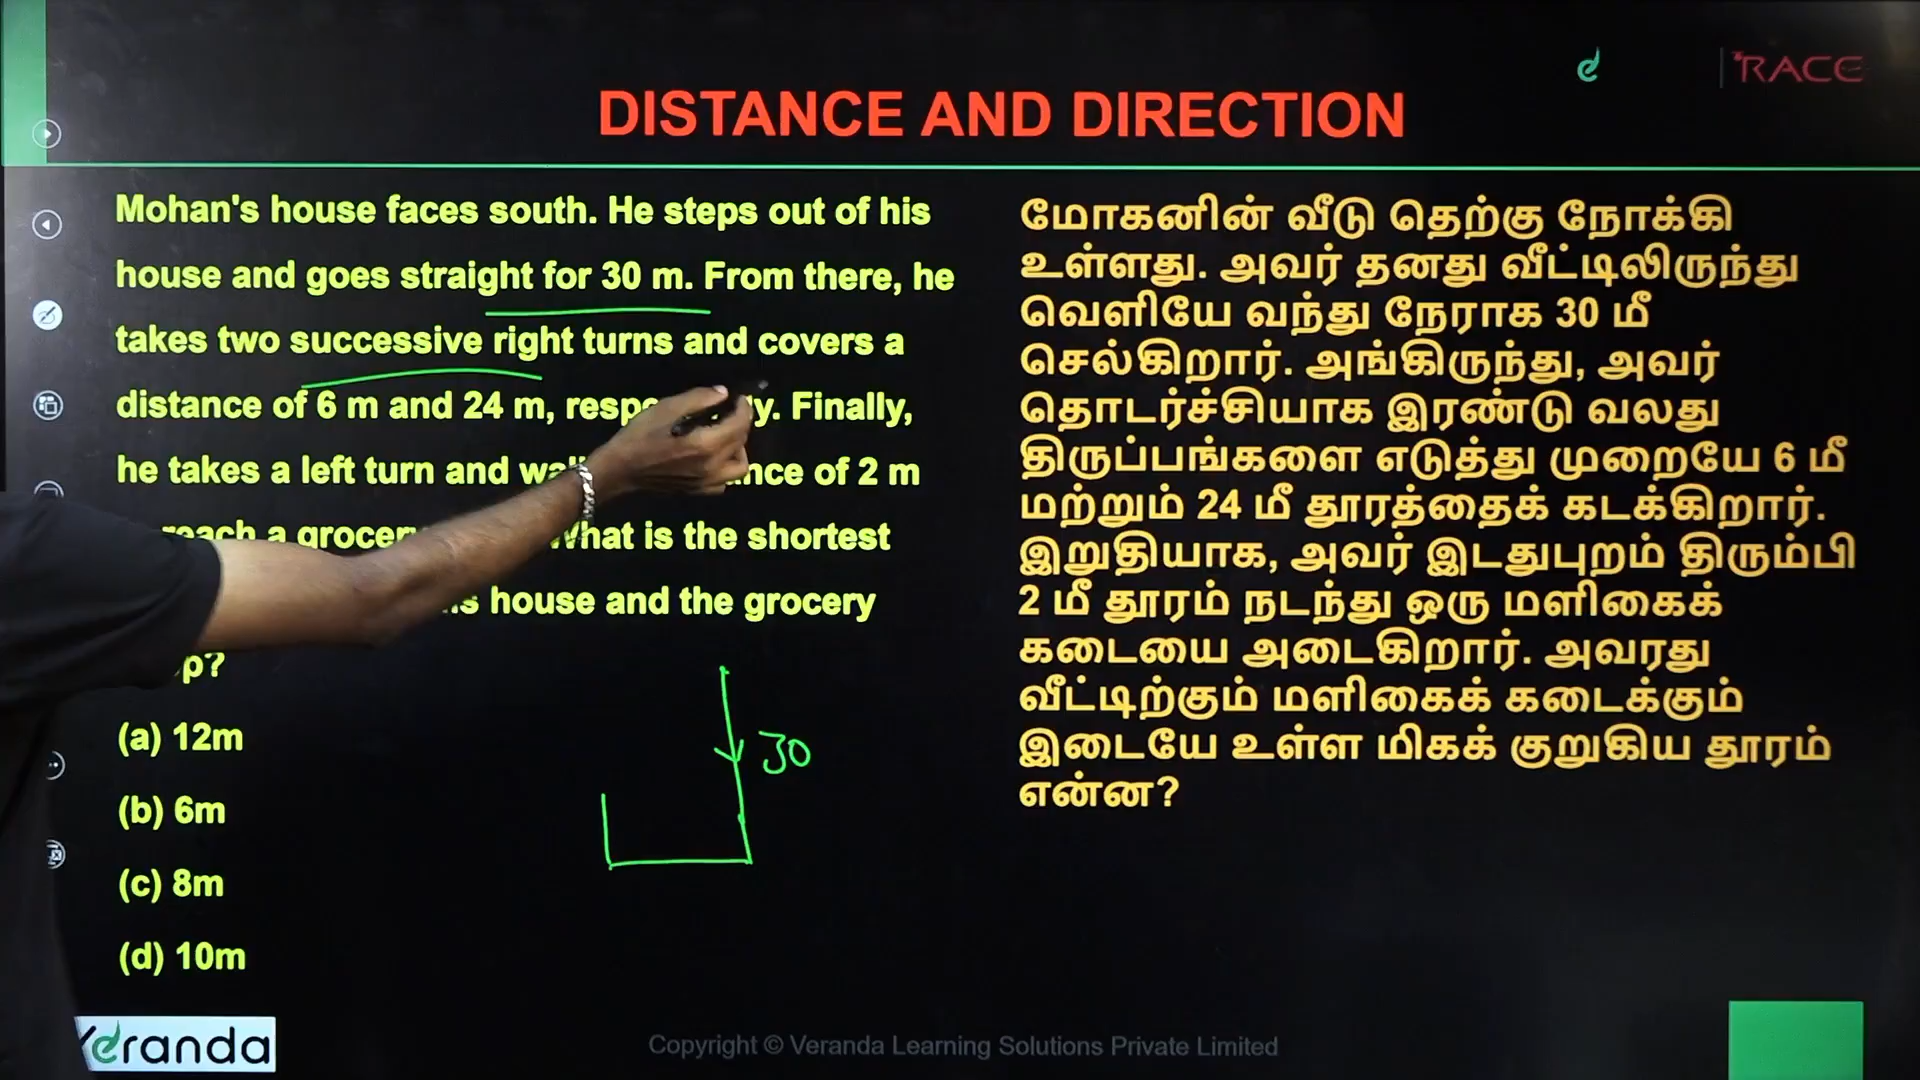 RACE
DISTANCE AND DIRECTION
Mohan's house faces south. He steps out of his
house and goes straight for 30 m. From there, he
takes two successive right turns and covers a
distance of 6 m and 24 m, Finally,
he takes a left turn and of 2 m
a What is the shortest
house and the grocery
(a) 12m
(b) 6m
(c) 8m
(d) 10m
மோகனின் வீடு தெற்கு நோக்கி
உள்ளது. அவர் தனது வீட்டிலிருந்து
வெளியே வந்து நேராக 30 மீ
செல்கிறார். அங்கிருந்து, அவர்
தொடர்ச்சியாக இரண்டு வலது
திருப்பங்களை எடுத்து முறையே 6 மீ
மற்றும் 24 மீ தூரத்தைக் கடக்கிறார்.
இறுதியாக, அவர் இடதுபுறம் திரும்பி
2 மீ தூரம் நடந்து ஒரு மளிகைக்
கடையை அடைகிறார். அவரது
வீட்டிற்கும் மளிகைக் கடைக்கும்
இடையே உள்ள மிகக் குறுகிய தூரம்
என்ன?
30
Veranda
Copyright © Veranda Learning Solutions Private Limited